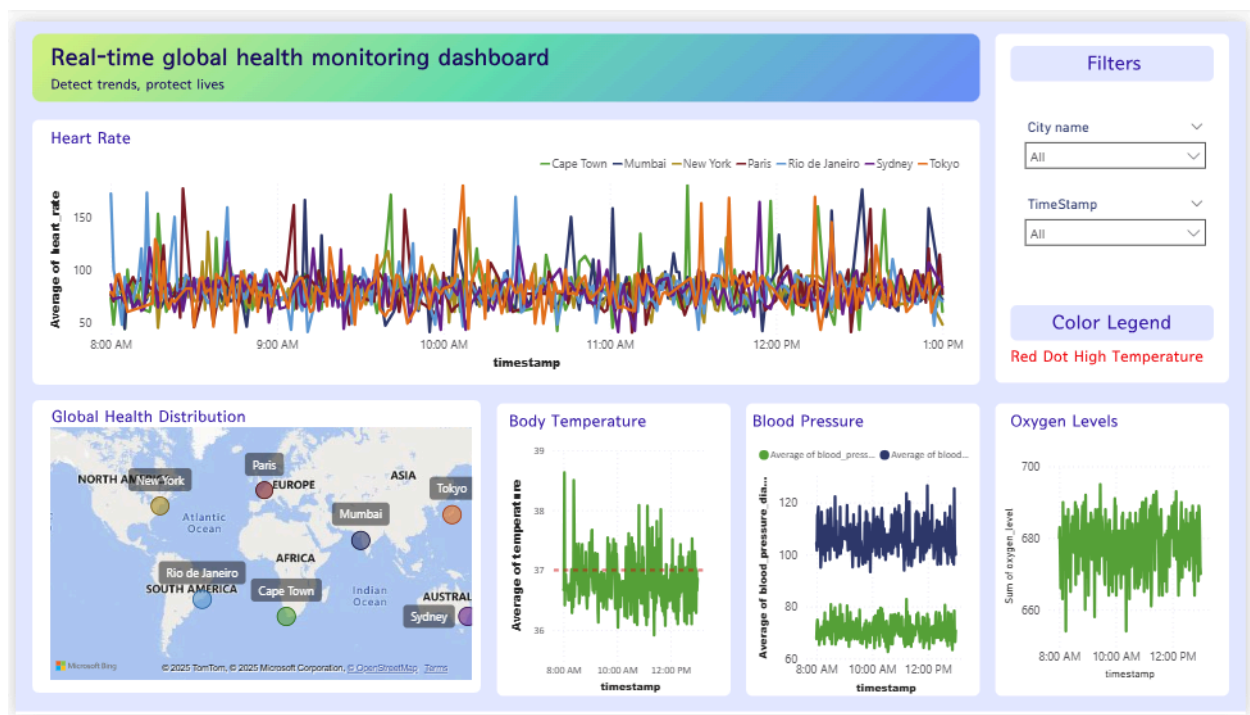 Real-time global health monitoring dashboard
Detect trends, protect lives
Heart Rate
Cape Town Mumbai New York Paris Rio de Janeiro Sydney Tokyo
Average of heart_rate
150
100
50
8:00 AM 9:00 AM 10:00 AM 11:00 AM 12:00 PM 1:00 PM
timestamp
Filters
City name
All
TimeStamp
All
Color Legend
Red Dot High Temperature
Global Health Distribution
NORTH
New York
Paris
EUROPE
ASIA
Tokyo
Atlantic
Ocean
Mumbai
AFRICA
Rio de Janeiro
SOUTH AMERICA
Cape Town
Indian
Ocean
AUSTRAL
Sydney
Microsoft Bing
© 2025 TomTom, © 2025 Microsoft Corporation, © OpenStreetMap Terms
Body Temperature
Average of temperature
39
38
37
36
8:00 AM 10:00 AM 12:00 PM
timestamp
Blood Pressure
Average of blood_press... Average of blood...
Average of blood_pressure_dia...
120
100
80
60
8:00 AM 10:00 AM 12:00 PM
timestamp
Oxygen Levels
Sum of oxygen_level
700
680
660
8:00 AM 10:00 AM 12:00 PM
timestamp